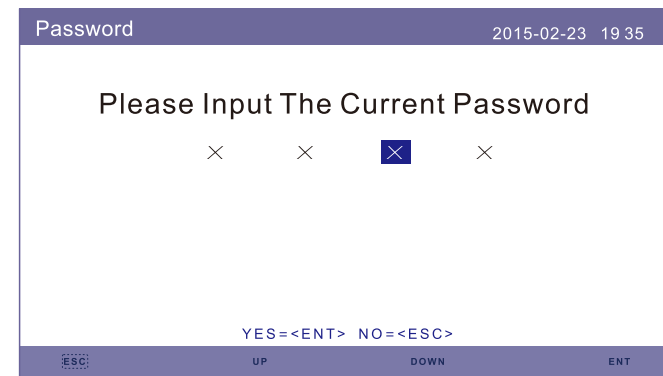 Password 2015-02-23 19 35
Please Input The Current Password
× × × ×
YES=<ENT> NO=<ESC>
ESC UP DOWN ENT